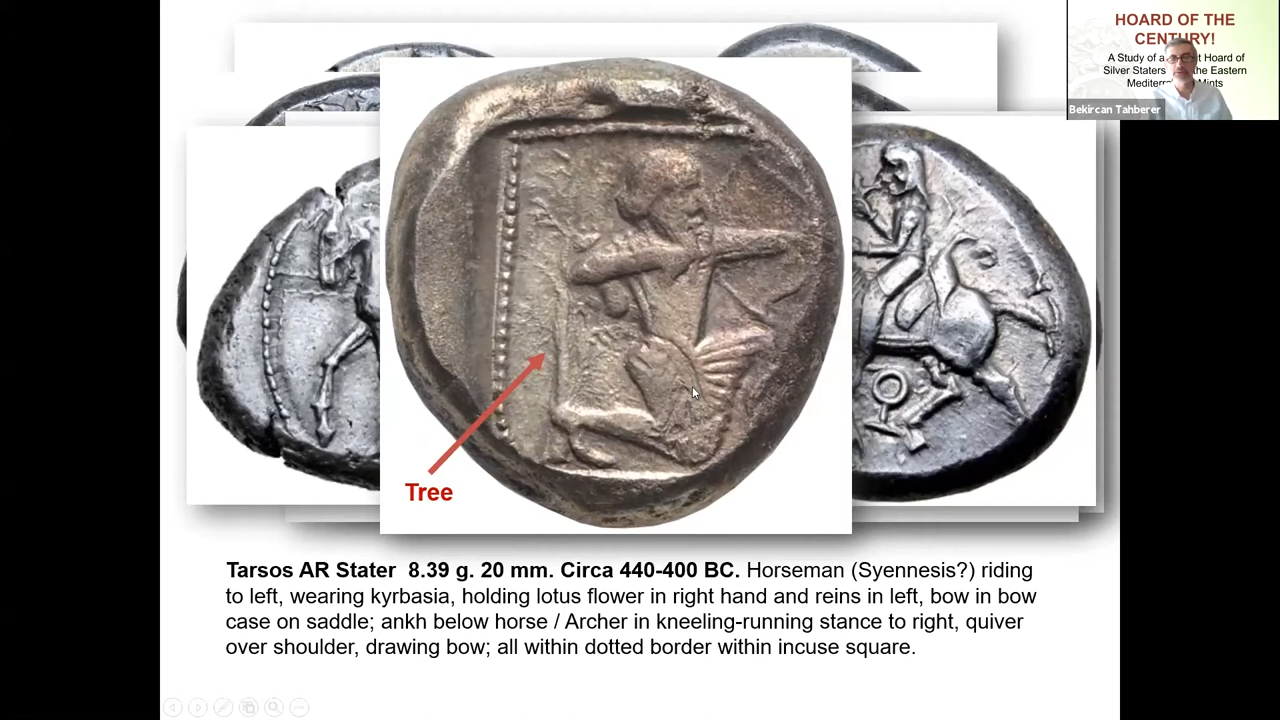 HOARD OF THE
CENTURY!
A Study of a Hoard of
Silver Staters the Eastern
Mints
Bekircan Tahberer
Tree
Tarsos AR Stater 8.39 g. 20 mm. Circa 440-400 BC. Horseman (Syennesis?) riding
to left, wearing kyrbasia, holding lotus flower in right hand and reins in left, bow in bow
case on saddle; ankh below horse / Archer in kneeling-running stance to right, quiver
over shoulder, drawing bow; all within dotted border within incuse square.